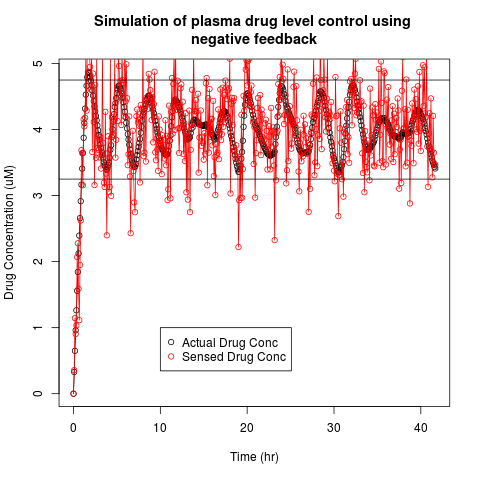 Simulation of plasma drug level control using
negative feedback
Drug Concentration (uM)
5
4
3
2
1
0
Actual Drug Conc
Sensed Drug Conc
0 10 20 30 40
Time (hr)